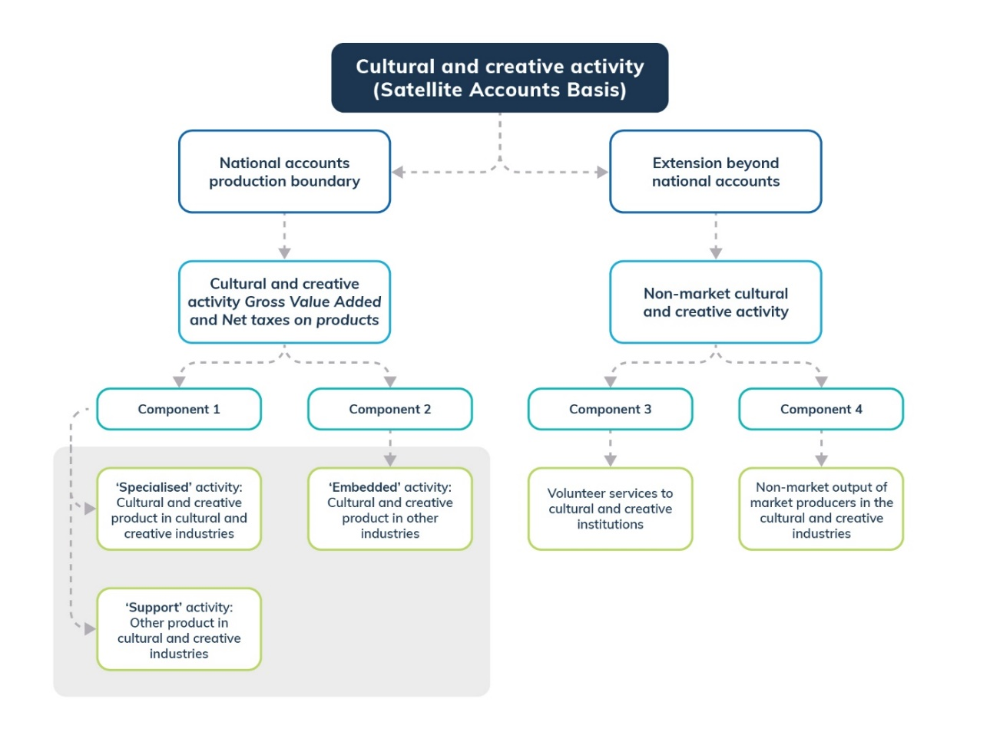 Cultural and creative activity
(Satellite Accounts Basis)
National accounts
production boundary
Extension beyond
national accounts
Cultural and creative
activity Gross Value Added
and Net taxes on products
Non-market cultural
and creative activity
Component 1
Component 2
Component 3
Component 4
‘Specialised’ activity:
Cultural and creative
product in cultural and
creative industries
‘Embedded’ activity:
Cultural and creative
product in other
industries
Volunteer services to
cultural and creative
institutions
Non-market output of
market producers in the
cultural and creative
industries
‘Support’ activity:
Other product in
cultural and creative
industries